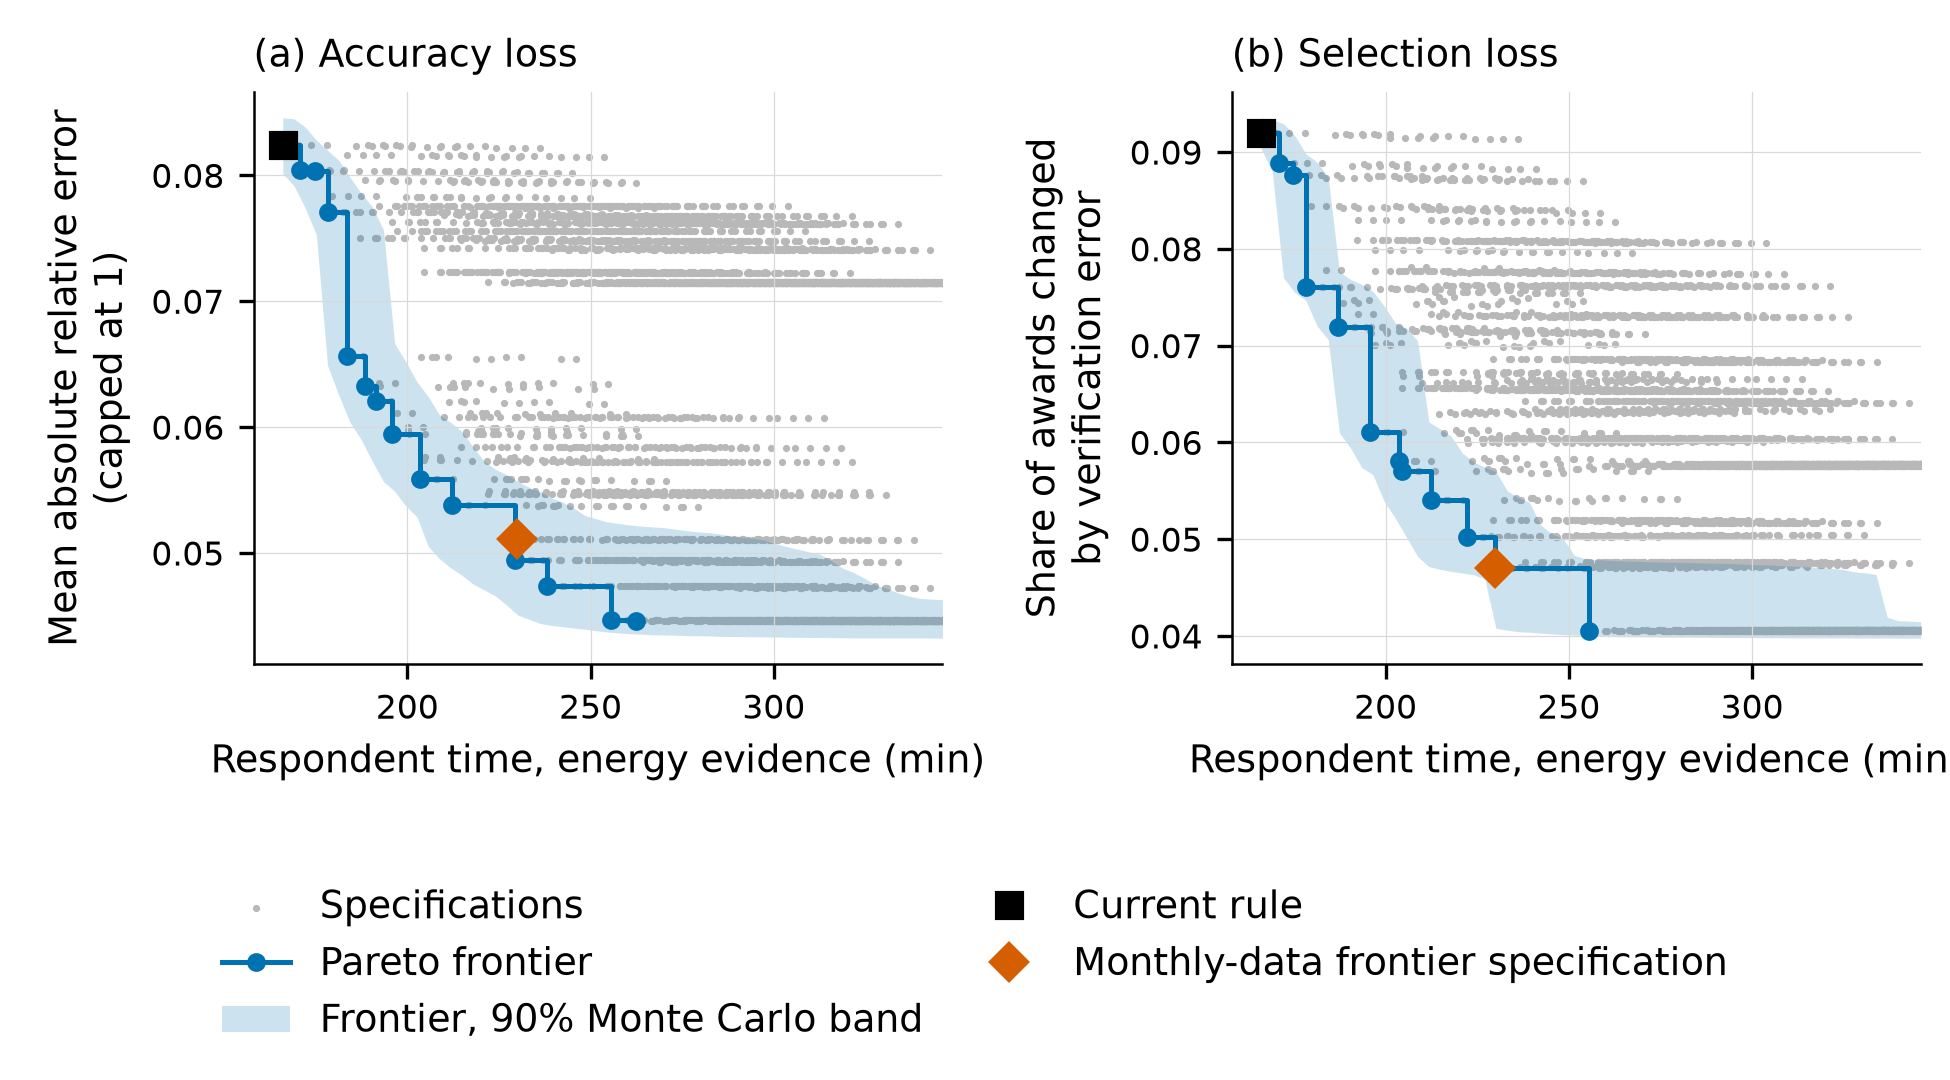 (a) Accuracy loss
Mean absolute relative error
(capped at 1)
0.08
0.07
0.06
0.05
200
250
300
Respondent time, energy evidence (min)
(b) Selection loss
Share of awards changed
by verification error
0.09
0.08
0.07
0.06
0.05
0.04
200
250
300
Respondent time, energy evidence (min
Specifications
Pareto frontier
Frontier, 90% Monte Carlo band
Current rule
Monthly-data frontier specification